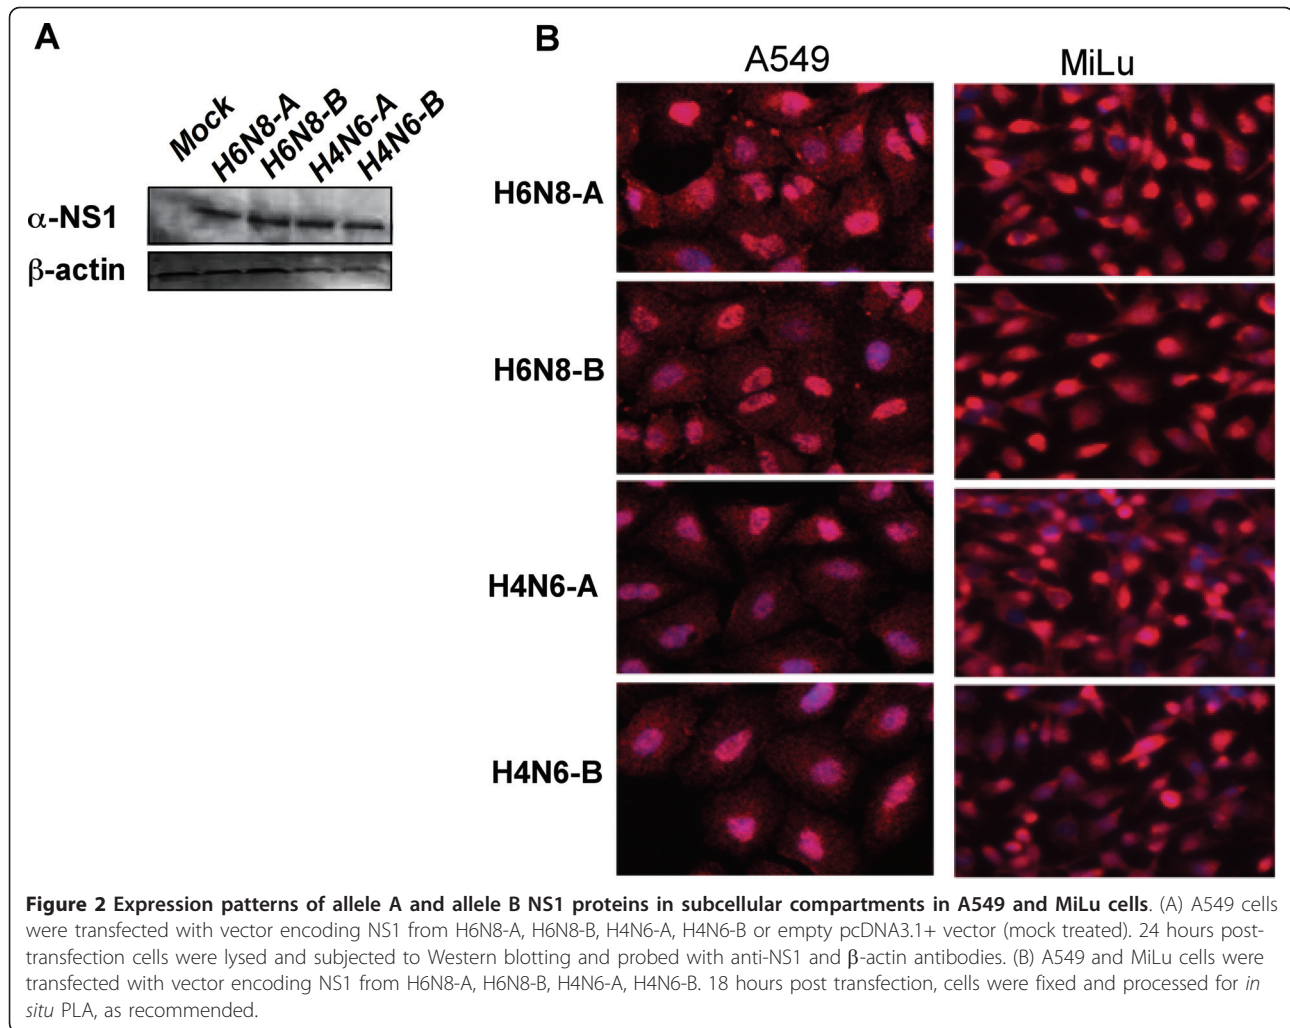 A
B
Mock
H6N8-A
H6N8-B
H4N6-A
H4N6-B
α-NS1
β-actin
A549
MiLu
H6N8-A
H6N8-B
H4N6-A
H4N6-B
Figure 2 Expression patterns of allele A and allele B NS1 proteins in subcellular compartments in A549 and MiLu cells. (A) A549 cells
were transfected with vector encoding NS1 from H6N8-A, H6N8-B, H4N6-A, H4N6-B or empty pcDNA3.1+ vector (mock treated). 24 hours post-
transfection cells were lysed and subjected to Western blotting and probed with anti-NS1 and β-actin antibodies. (B) A549 and MiLu cells were
transfected with vector encoding NS1 from H6N8-A, H6N8-B, H4N6-A, H4N6-B. 18 hours post transfection, cells were fixed and processed for in
situ PLA, as recommended.